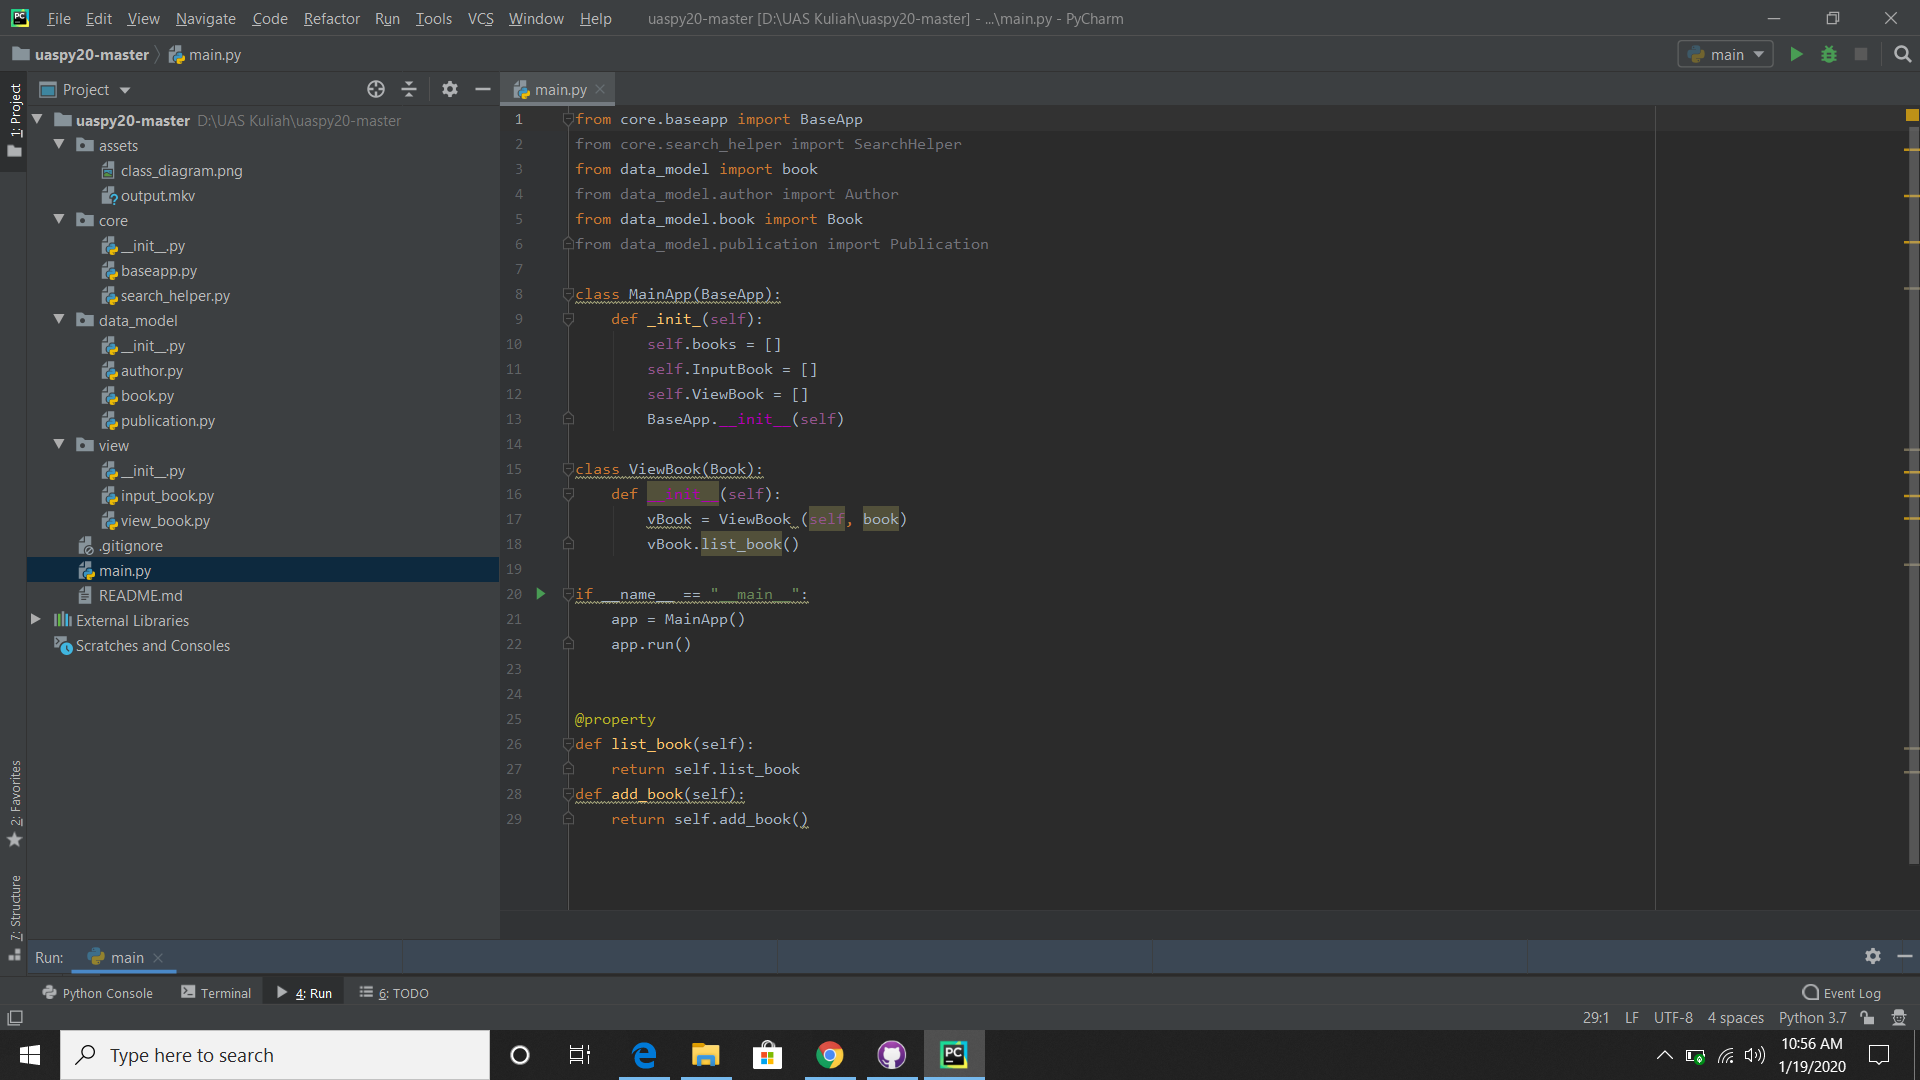 File Edit View Navigate Code Refactor Run Tools VCS Window Help uaspy20-master [D:\UAS Kuliah\uaspy20-master] - ...\main.py - PyCharm
uaspy20-master main.py main
1: Project
Project
main.py
uaspy20-master D:\UAS Kuliah\uaspy20-master
assets
class_diagram.png
output.mkv
core
__init__.py
baseapp.py
search_helper.py
data_model
__init__.py
author.py
book.py
publication.py
view
__init__.py
input_book.py
view_book.py
.gitignore
main.py
README.md
External Libraries
Scratches and Consoles
1 from core.baseapp import BaseApp
2 from core.search_helper import SearchHelper
3 from data_model import book
4 from data_model.author import Author
5 from data_model.book import Book
6 from data_model.publication import Publication
7
8 class MainApp(BaseApp):
9 def _init_(self):
10 self.books = []
11 self.InputBook = []
12 self.ViewBook = []
13 BaseApp.__init__(self)
14
15 class ViewBook(Book):
16 def __init__(self):
17 vBook = ViewBook (self, book)
18 vBook.list_book()
19
20 if __name__ == "__main__":
21 app = MainApp()
22 app.run()
23
24
25 @property
26 def list_book(self):
27 return self.list_book
28 def add_book(self):
29 return self.add_book()
2: Favorites
7: Structure
Run: main
Python Console Terminal 4: Run 6: TODO Event Log
29:1 LF UTF-8 4 spaces Python 3.7
PC
Type here to search
10:56 AM
1/19/2020